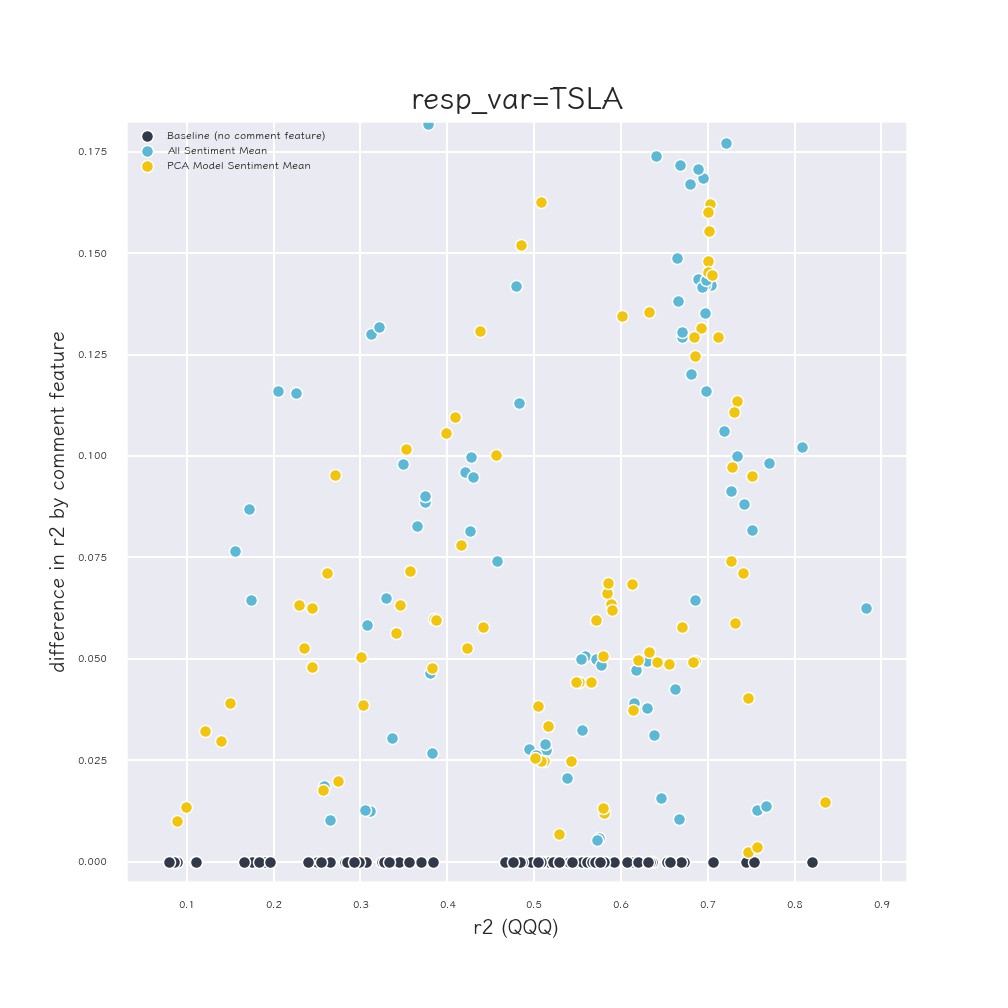 resp_var=TSLA
Baseline (no comment feature)
All Sentiment Mean
PCA Model Sentiment Mean
difference in r2 by comment feature
0.175
0.150
0.125
0.100
0.075
0.050
0.025
0.000
0.1 0.2 0.3 0.4 0.5 0.6 0.7 0.8 0.9
r2 (QQQ)